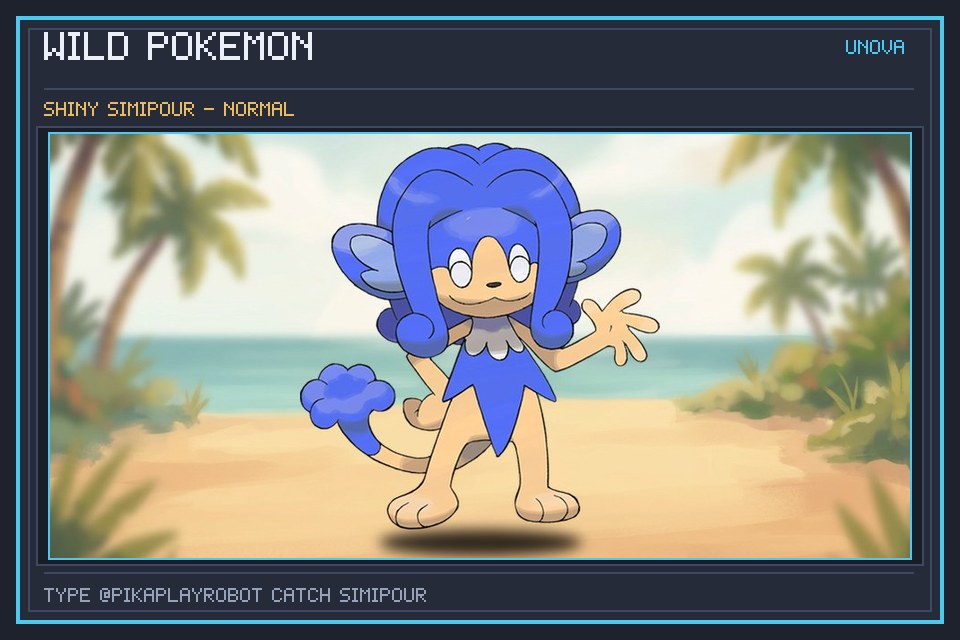 WILD POKEMON
UNOVA
SHINY SIMIPOUR - NORMAL
TYPE @PIKAPLAYROBOT CATCH SIMIPOUR